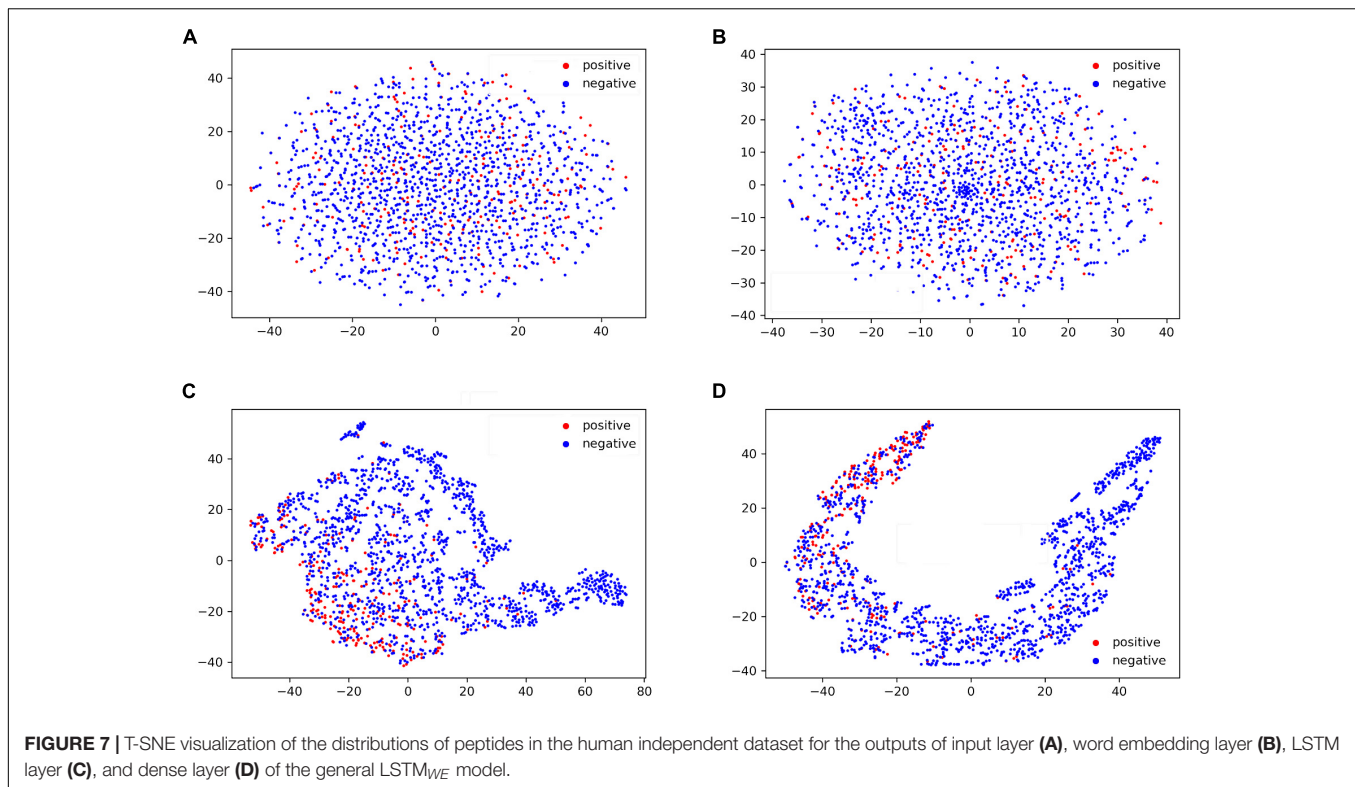 A
positive
negative
40
20
0
−20
−40
−40 −20 0 20 40
B
positive
negative
40
30
20
10
0
−10
−20
−30
−40
−40 −30 −20 −10 0 10 20 30 40
C
positive
negative
40
20
0
−20
−40
−40 −20 0 20 40 60 80
D
40
20
0
−20
−40
positive
negative
−40 −20 0 20 40
FIGURE 7 | T-SNE visualization of the distributions of peptides in the human independent dataset for the outputs of input layer (A), word embedding layer (B), LSTM
layer (C), and dense layer (D) of the general LSTMWE model.